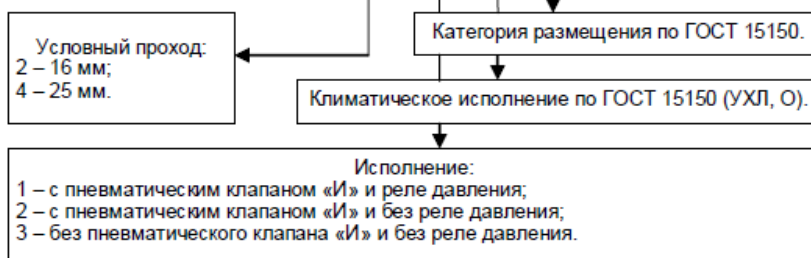 Категория размещения по ГОСТ 15150.
Условный проход:
2 – 16 мм;
4 – 25 мм.
Климатическое исполнение по ГОСТ 15150 (УХЛ, О).
Исполнение:
1 – с пневматическим клапаном «И» и реле давления;
2 – с пневматическим клапаном «И» и без реле давления;
3 – без пневматического клапана «И» и без реле давления.